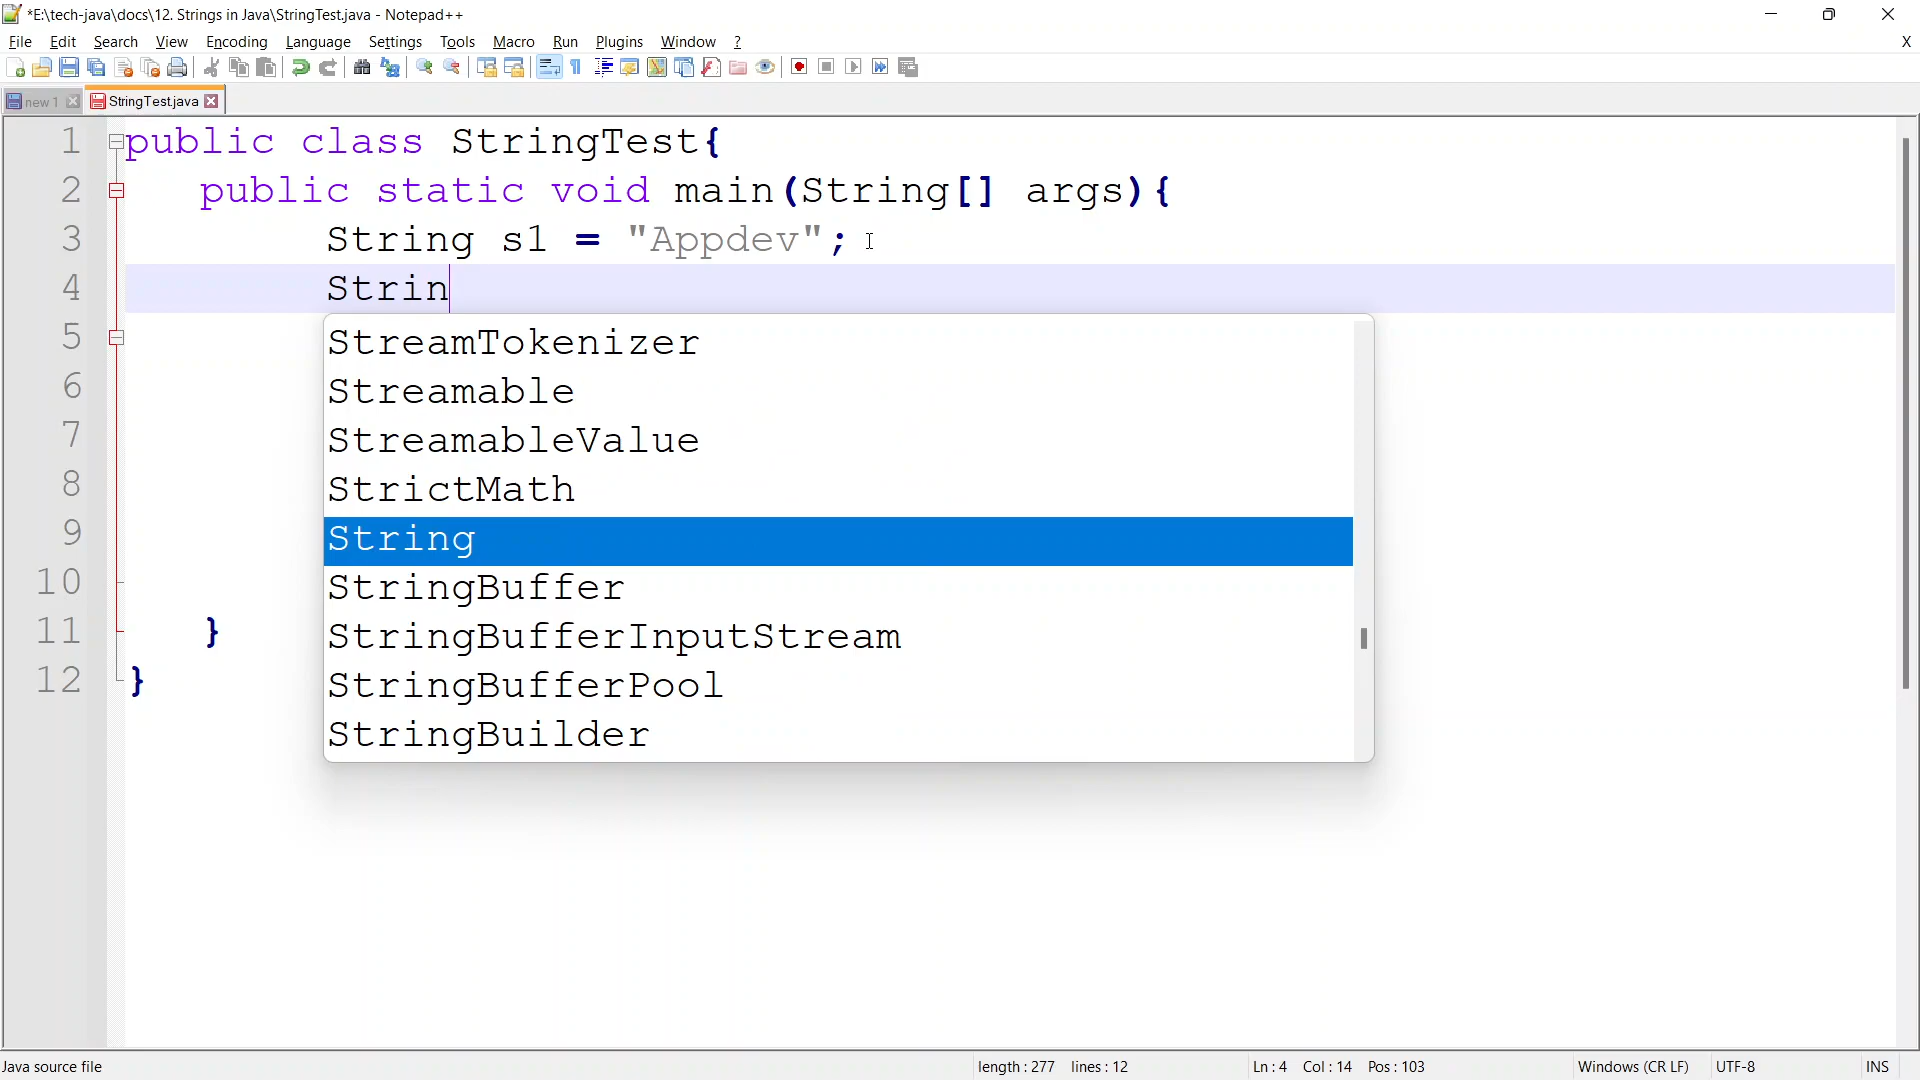 *E:\tech-java\docs\12. Strings in Java\StringTest.java - Notepad++
File Edit Search View Encoding Language Settings Tools Macro Run Plugins Window ? X
new 1 StringTest.java
1 public class StringTest{
2 public static void main(String[] args){
3 String s1 = "Appdev";
4 Strin
5 StreamTokenizer
6 Streamable
7 StreamableValue
8 StrictMath
9 String
10 StringBuffer
11 } StringBufferInputStream
12 } StringBufferPool
StringBuilder
Java source file length : 277 lines : 12 Ln : 4 Col : 14 Pos : 103 Windows (CR LF) UTF-8 INS